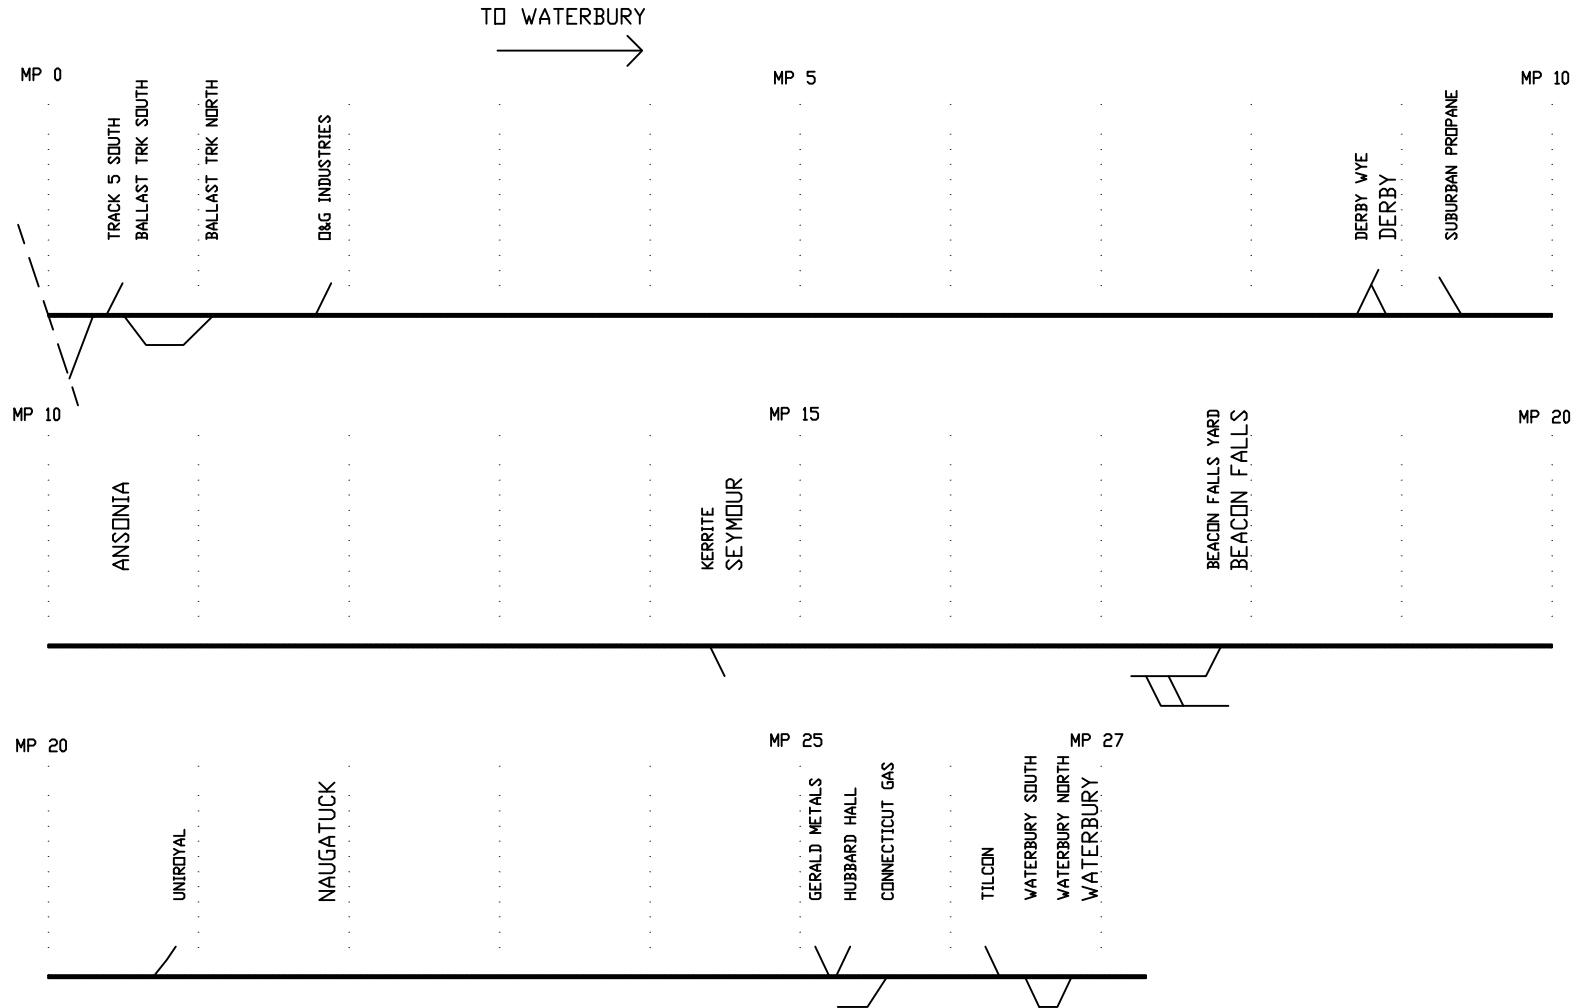 TO WATERBURY
MP 0
MP 5
MP 10
TRACK 5 SOUTH
BALLAST TRK SOUTH
BALLAST TRK NORTH
O&G INDUSTRIES
DERBY WYE
DERBY
SUBURBAN PROPANE
MP 10
MP 15
MP 20
ANSONIA
KERRITE
SEYMOUR
BEACON FALLS YARD
BEACON FALLS
MP 20
MP 25
MP 27
UNIROYAL
NAUGATUCK
GERALD METALS
HUBBARD HALL
CONNECTICUT GAS
TILCON
WATERBURY SOUTH
WATERBURY NORTH
WATERBURY